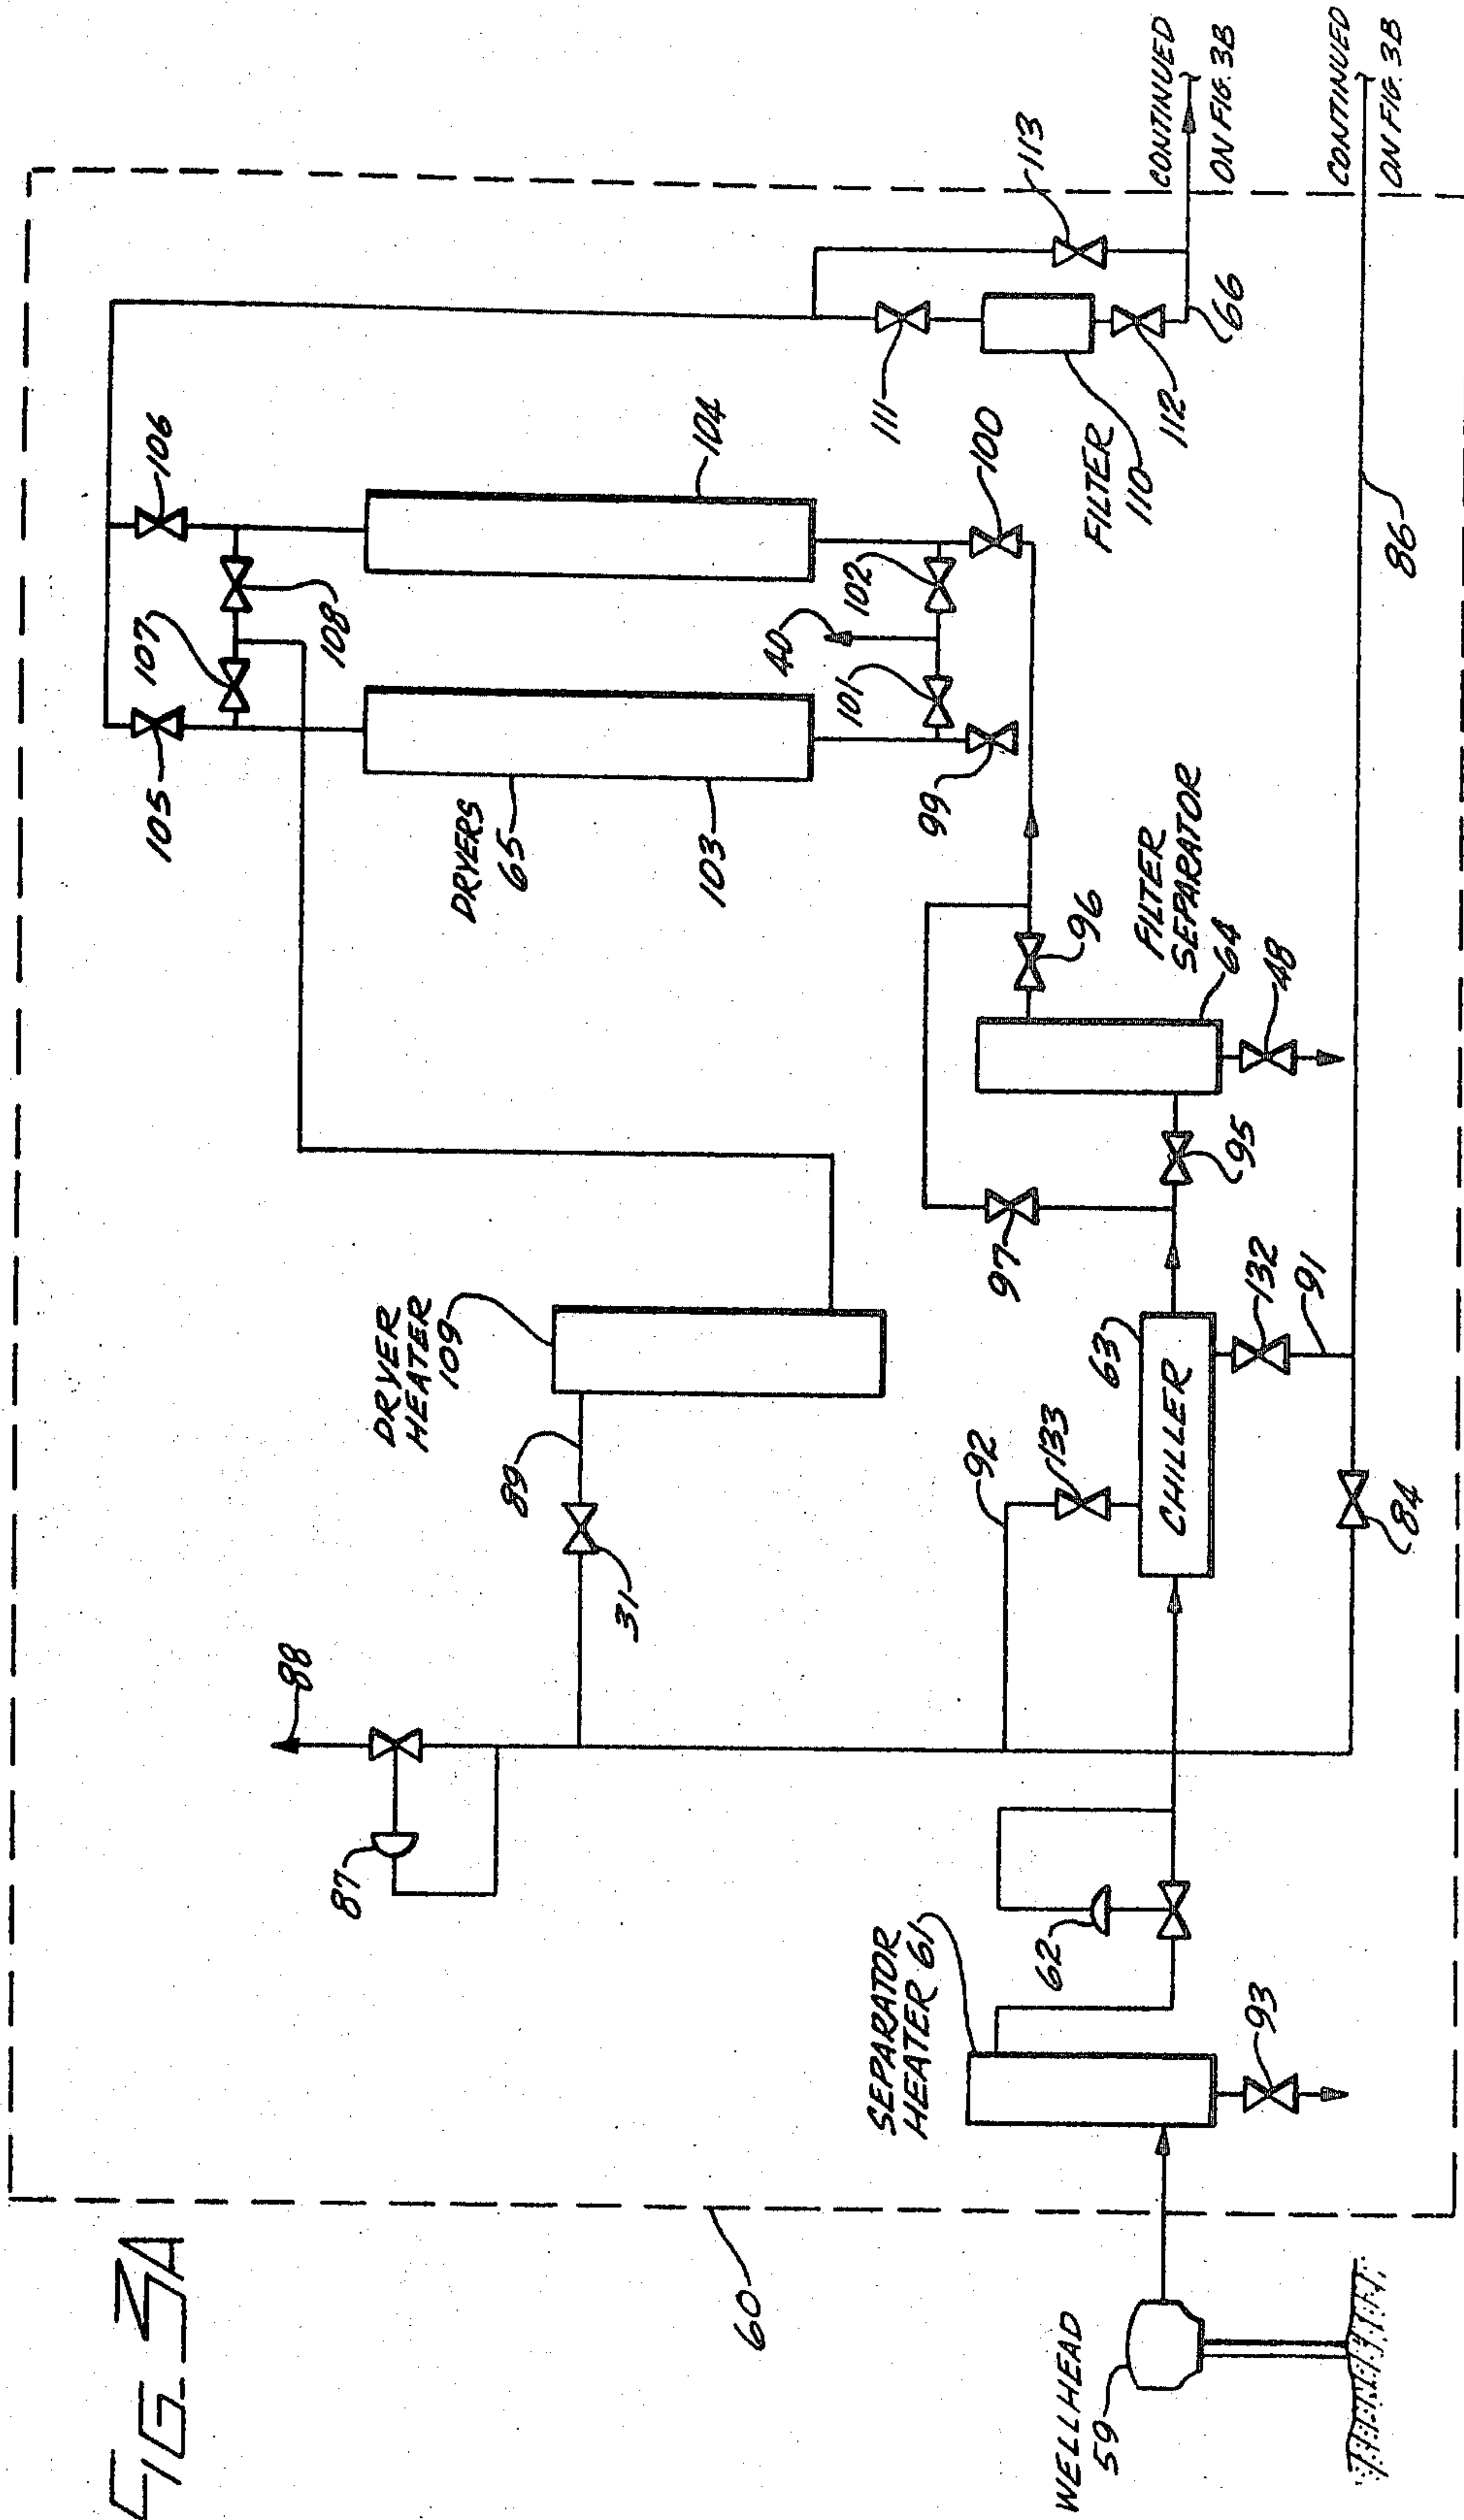 FIG. 3A
105
106
107
108
DRYERS
65
103
104
40
101
102
99
100
111
113
FILTER
110
112
66
CONTINUED
ON FIG. 3B
CONTINUED
ON FIG. 3B
88
87
31
89
DRYER
HEATER
109
92
133
63
CHILLER
132
91
84
97
95
96
FILTER
SEPARATOR
64
48
86
60
WELLHEAD
59
SEPARATOR
HEATER 61
62
93